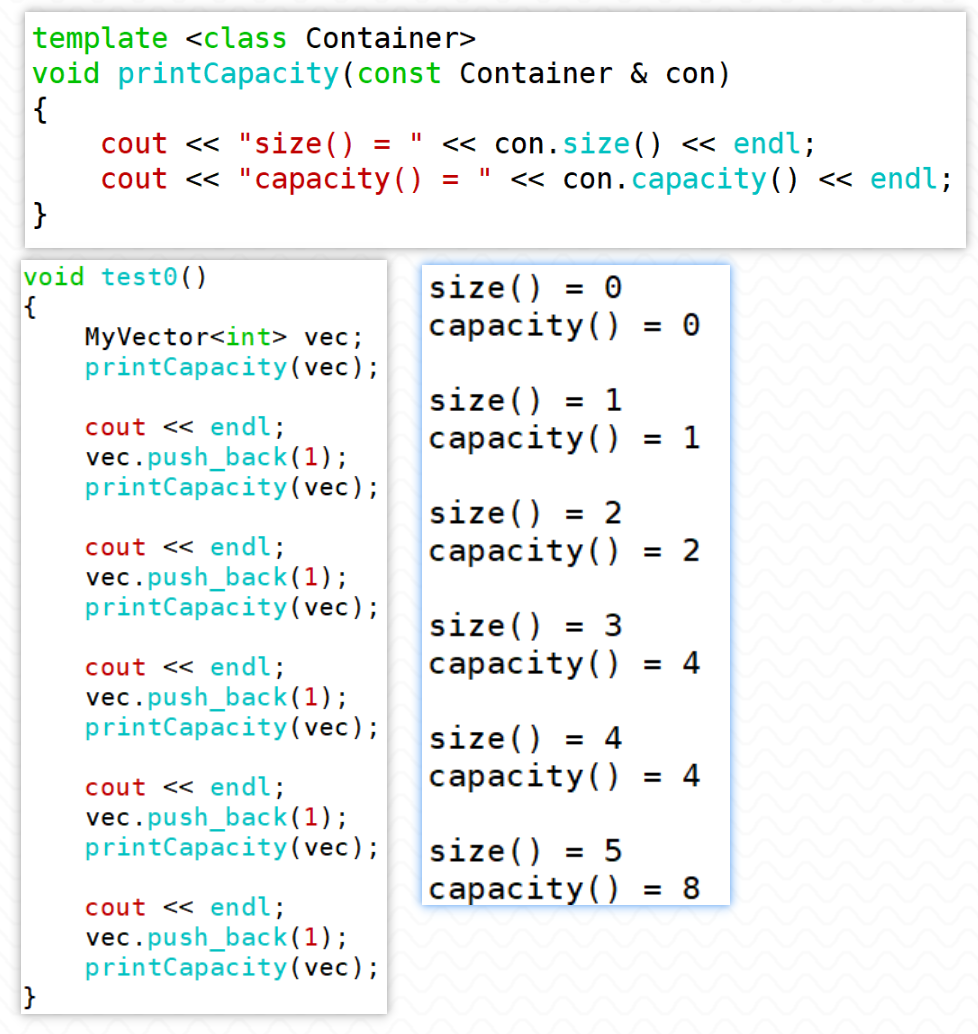 template <class Container>
void printCapacity(const Container & con)
{
    cout << "size() = " << con.size() << endl;
    cout << "capacity() = " << con.capacity() << endl;
}
void test0()
{
    MyVector<int> vec;
    printCapacity(vec);

    cout << endl;
    vec.push_back(1);
    printCapacity(vec);

    cout << endl;
    vec.push_back(1);
    printCapacity(vec);

    cout << endl;
    vec.push_back(1);
    printCapacity(vec);

    cout << endl;
    vec.push_back(1);
    printCapacity(vec);

    cout << endl;
    vec.push_back(1);
    printCapacity(vec);
}
size() = 0
capacity() = 0

size() = 1
capacity() = 1

size() = 2
capacity() = 2

size() = 3
capacity() = 4

size() = 4
capacity() = 4

size() = 5
capacity() = 8